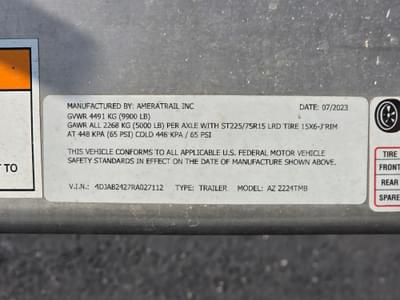 MANUFACTURED BY: AMERATRAIL INC DATE: 07/2023
GVWR 4491 KG (9900 LB)
GAWR ALL 2268 KG (5000 LB) PER AXLE WITH ST225/75R15 LRD TIRE 15X6-J RIM
AT 448 KPA (65 PSI) COLD 448 KPA / 65 PSI
THIS VEHICLE CONFORMS TO ALL APPLICABLE U.S. FEDERAL MOTOR VEHICLE
SAFETY STANDARDS IN EFFECT ON THE DATE OF MANUFACTURE SHOWN ABOVE.
V.I.N.: 4DJAB2427RA027112 TYPE: TRAILER MODEL: AZ 2224TMB
T TO
TIRE
FRONT
REAR
SPARE